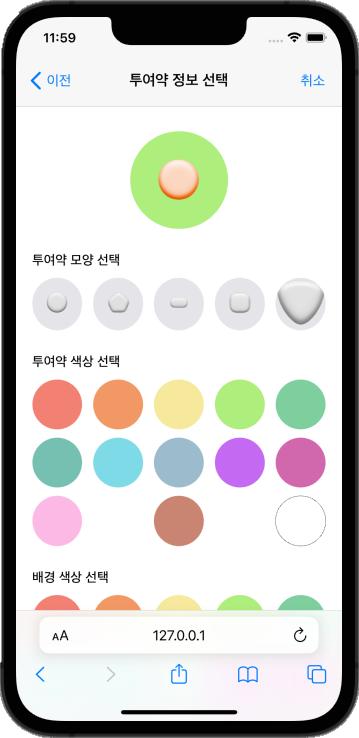 11:59
이전
투여약 정보 선택
취소
투여약 모양 선택
투여약 색상 선택
배경 색상 선택
AA
127.0.0.1